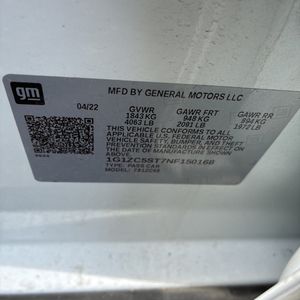 gm
MFD BY GENERAL MOTORS LLC
04/22 GVWR GAWR FRT GAWR RR
1843 KG 948 KG 894 KG
4063 LB 2091 LB 1972 LB
THIS VEHICLE CONFORMS TO ALL
APPLICABLE U.S. FEDERAL MOTOR
VEHICLE SAFETY, BUMPER, AND THEFT
PREVENTION STANDARDS IN EFFECT ON
THE DATE OF MANUFACTURE SHOWN ABOVE.
1G1ZC5ST7NF150168
TYPE: PASS CAR